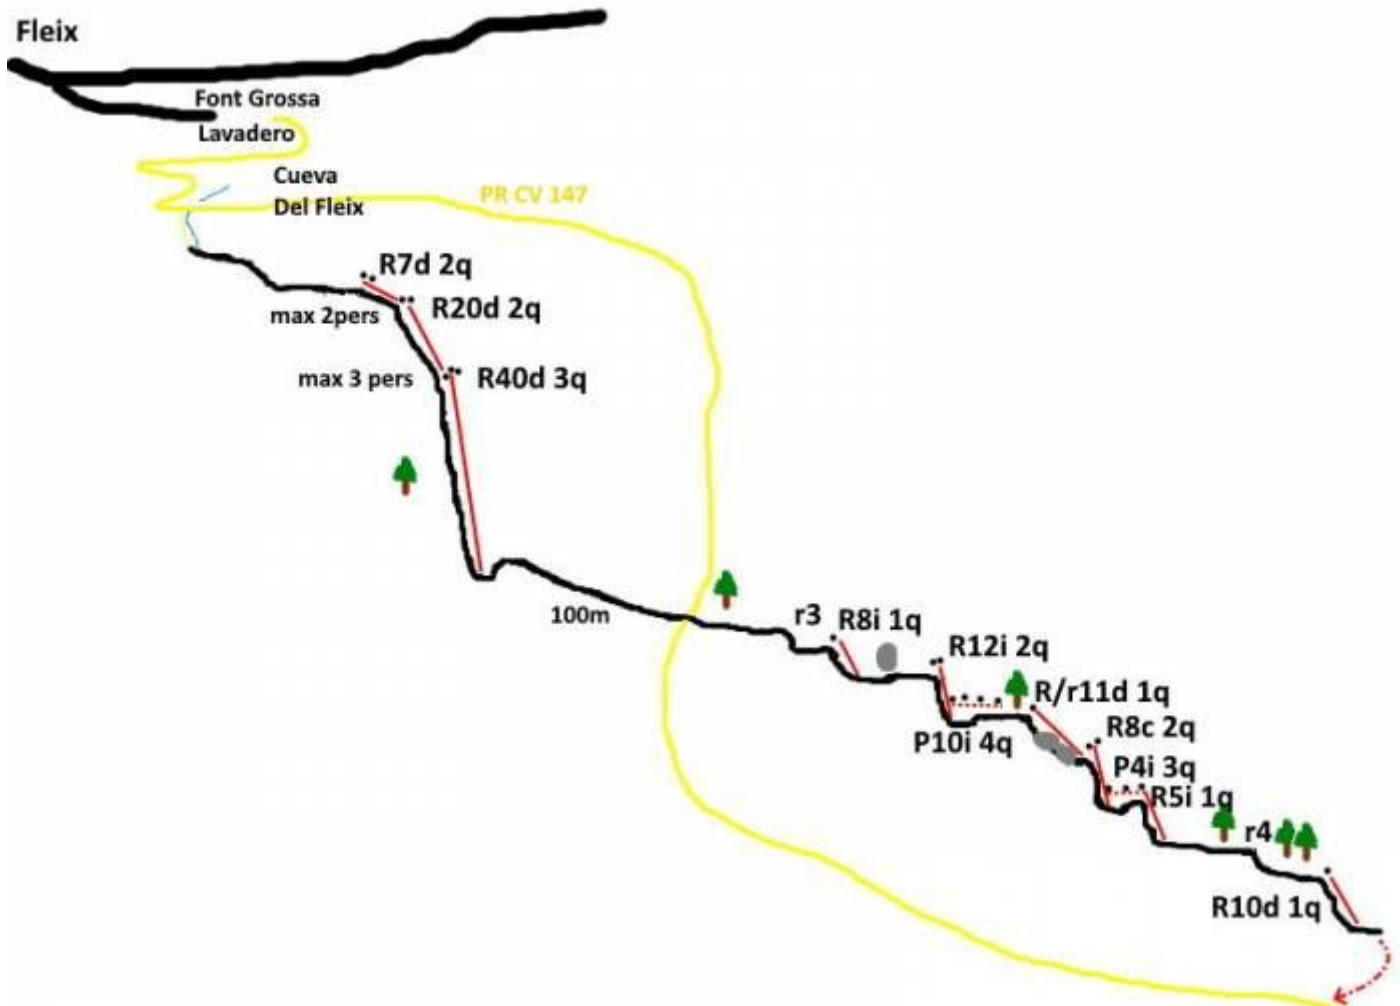 Fleix
Font Grossa
Lavadero
Cueva
Del Fleix
PR CV 147
R7d 2q
R20d 2q
max 2pers
R40d 3q
max 3 pers
100m
r3
R8i 1q
R12i 2q
R/r11d 1q
P10i 4q
R8c 2q
P4i 3q
R5i 1q
r4
R10d 1q